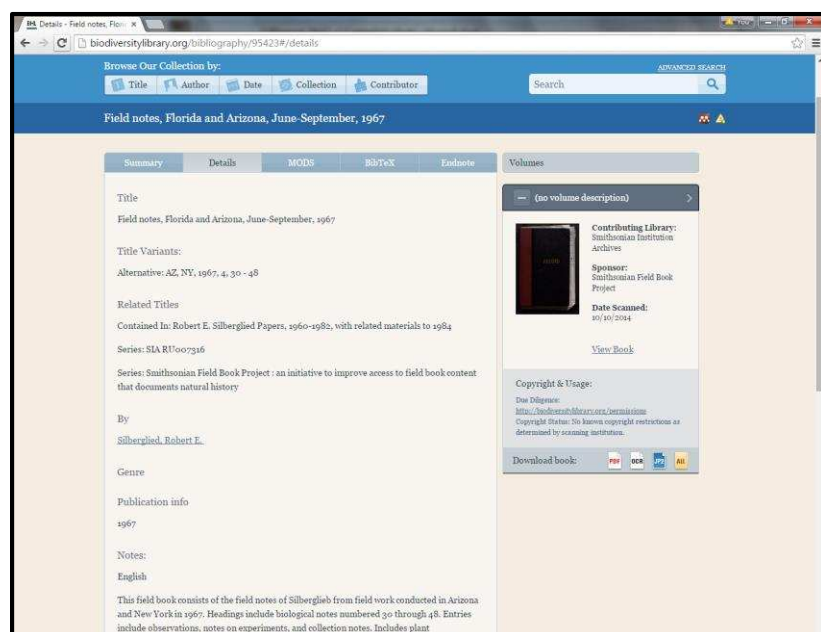 BHL Details - Field notes, Flor
You
biodiversitylibrary.org/bibliography/95423#/details
Browse Our Collection by:
ADVANCED SEARCH
Title Author Date Collection Contributor
Search
Field notes, Florida and Arizona, June-September, 1967
Summary Details MODS BibTeX Endnote
Title
Field notes, Florida and Arizona, June-September, 1967
Title Variants:
Alternative: AZ, NY, 1967, 4, 30 - 48
Related Titles
Contained In: Robert E. Silberglied Papers, 1960-1982, with related materials to 1984
Series: SIA RU007316
Series: Smithsonian Field Book Project : an initiative to improve access to field book content
that documents natural history
By
Silberglied, Robert E.
Genre
Publication info
1967
Notes:
English
This field book consists of the field notes of Silberglieb from field work conducted in Arizona
and New York in 1967. Headings include biological notes numbered 30 through 48. Entries
include observations, notes on experiments, and collection notes. Includes plant
Volumes
(no volume description)
Contributing Library:
Smithsonian Institution
Archives
Sponsor:
Smithsonian Field Book
Project
Date Scanned:
10/10/2014
View Book
Copyright & Usage:
Due Diligence:
http://biodiversitylibrary.org/permissions
Copyright Status: No known copyright restrictions as
determined by scanning institution.
Download book: PDF OCR JP2 All